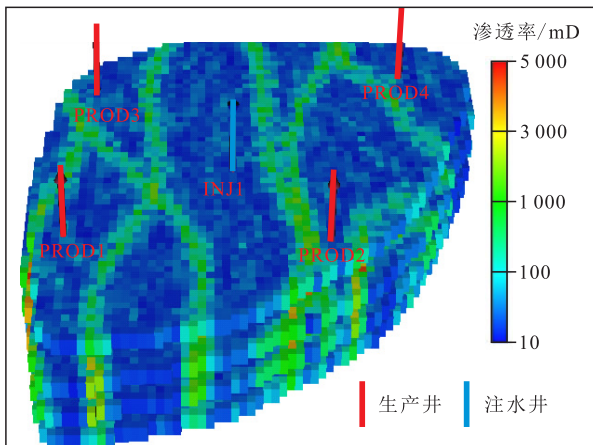 渗透率/mD
5 000
3 000
1 000
100
10
PROD3
PROD4
INJ1
PROD1
PROD2
生产井
注水井